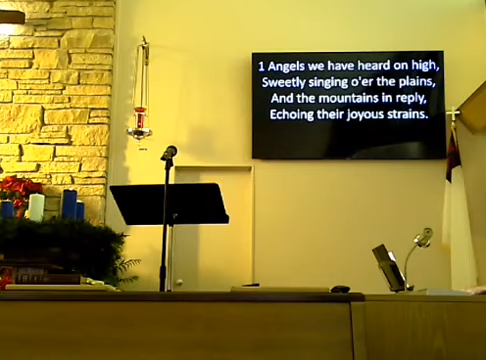 1 Angels we have heard on high,
Sweetly singing o'er the plains,
And the mountains in reply,
Echoing their joyous strains.